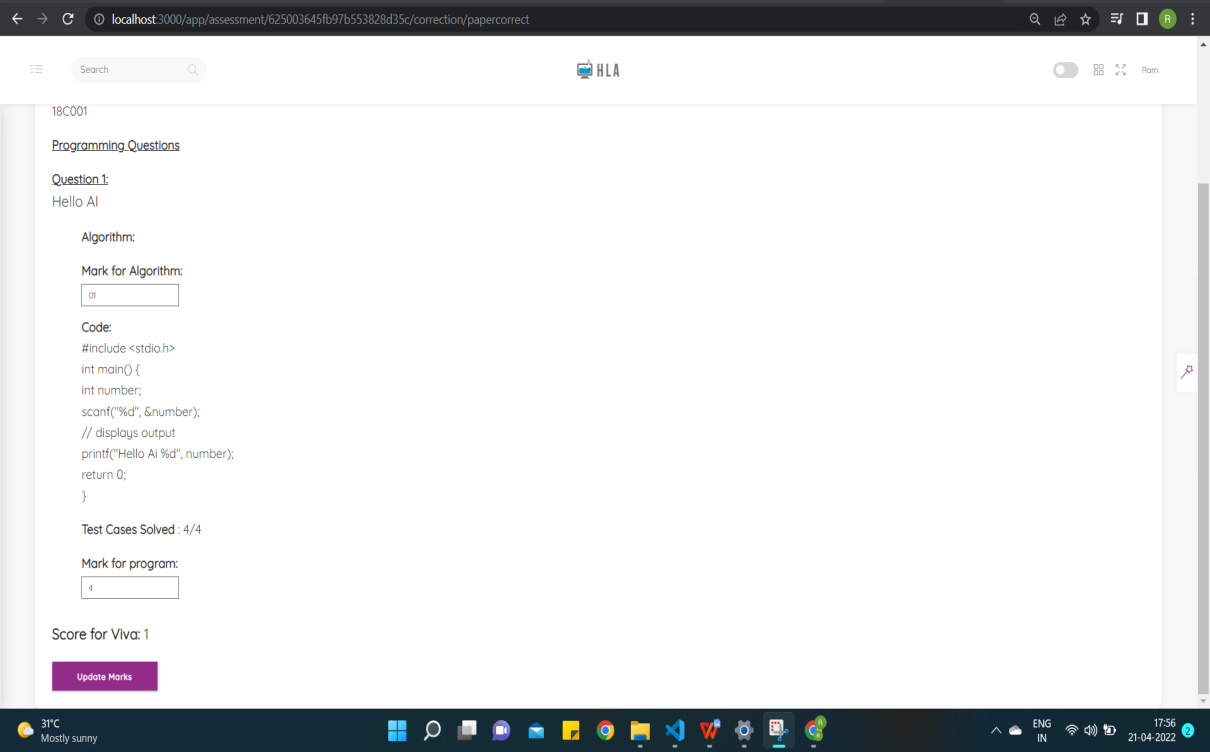 localhost:3000/app/assessment/625003645fb97b553828d35c/correction/papercorrect
R
Search
HLA
Ram
18C001
Programming Questions
Question 1:
Hello AI
Algorithm:
Mark for Algorithm:
01
Code:
#include <stdio.h>
int main() {
int number;
scanf("%d", &number);
// displays output
printf("Hello Ai %d", number);
return 0;
}
Test Cases Solved : 4/4
Mark for program:
4
Score for Viva: 1
Update Marks
31°C
Mostly sunny
ENG
IN
17:56
21-04-2022
2